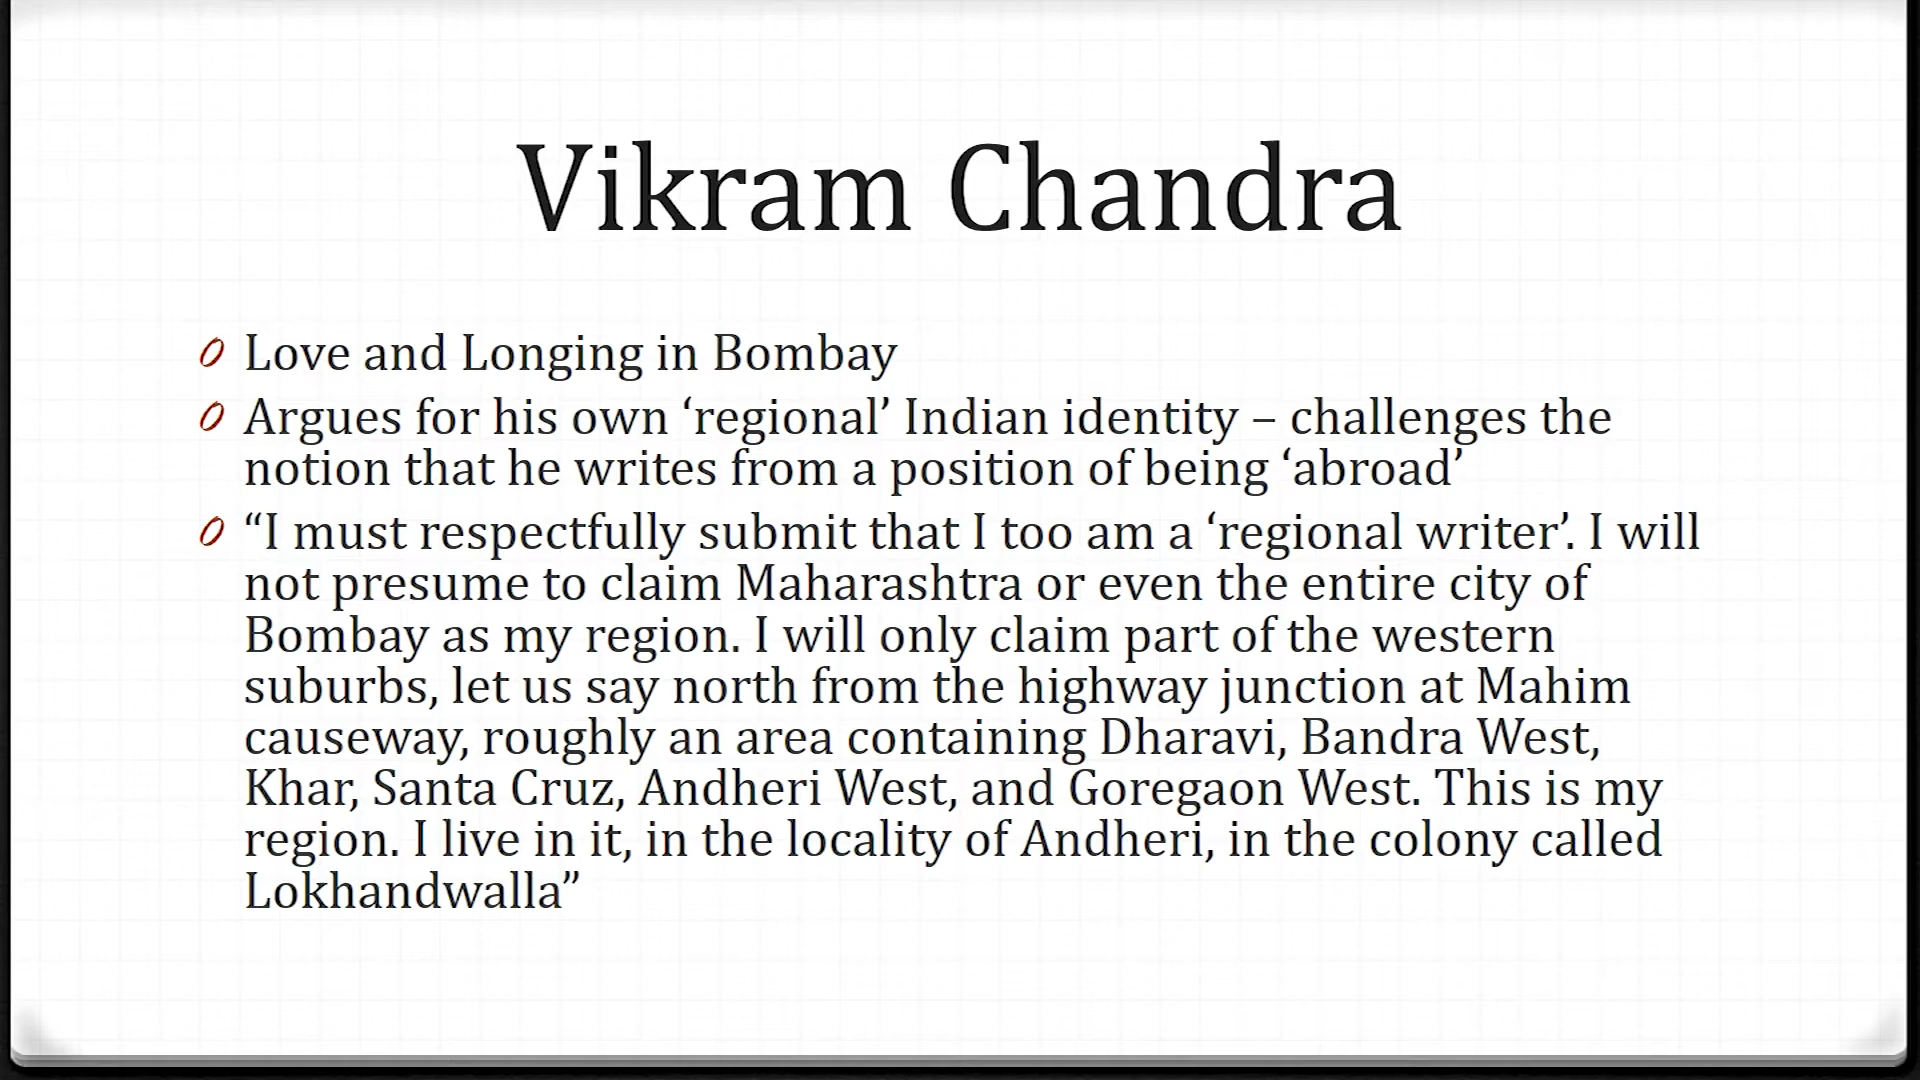 Vikram Chandra
Love and Longing in Bombay
Argues for his own ‘regional’ Indian identity – challenges the
notion that he writes from a position of being ‘abroad’
“I must respectfully submit that I too am a ‘regional writer’. I will
not presume to claim Maharashtra or even the entire city of
Bombay as my region. I will only claim part of the western
suburbs, let us say north from the highway junction at Mahim
causeway, roughly an area containing Dharavi, Bandra West,
Khar, Santa Cruz, Andheri West, and Goregaon West. This is my
region. I live in it, in the locality of Andheri, in the colony called
Lokhandwalla”